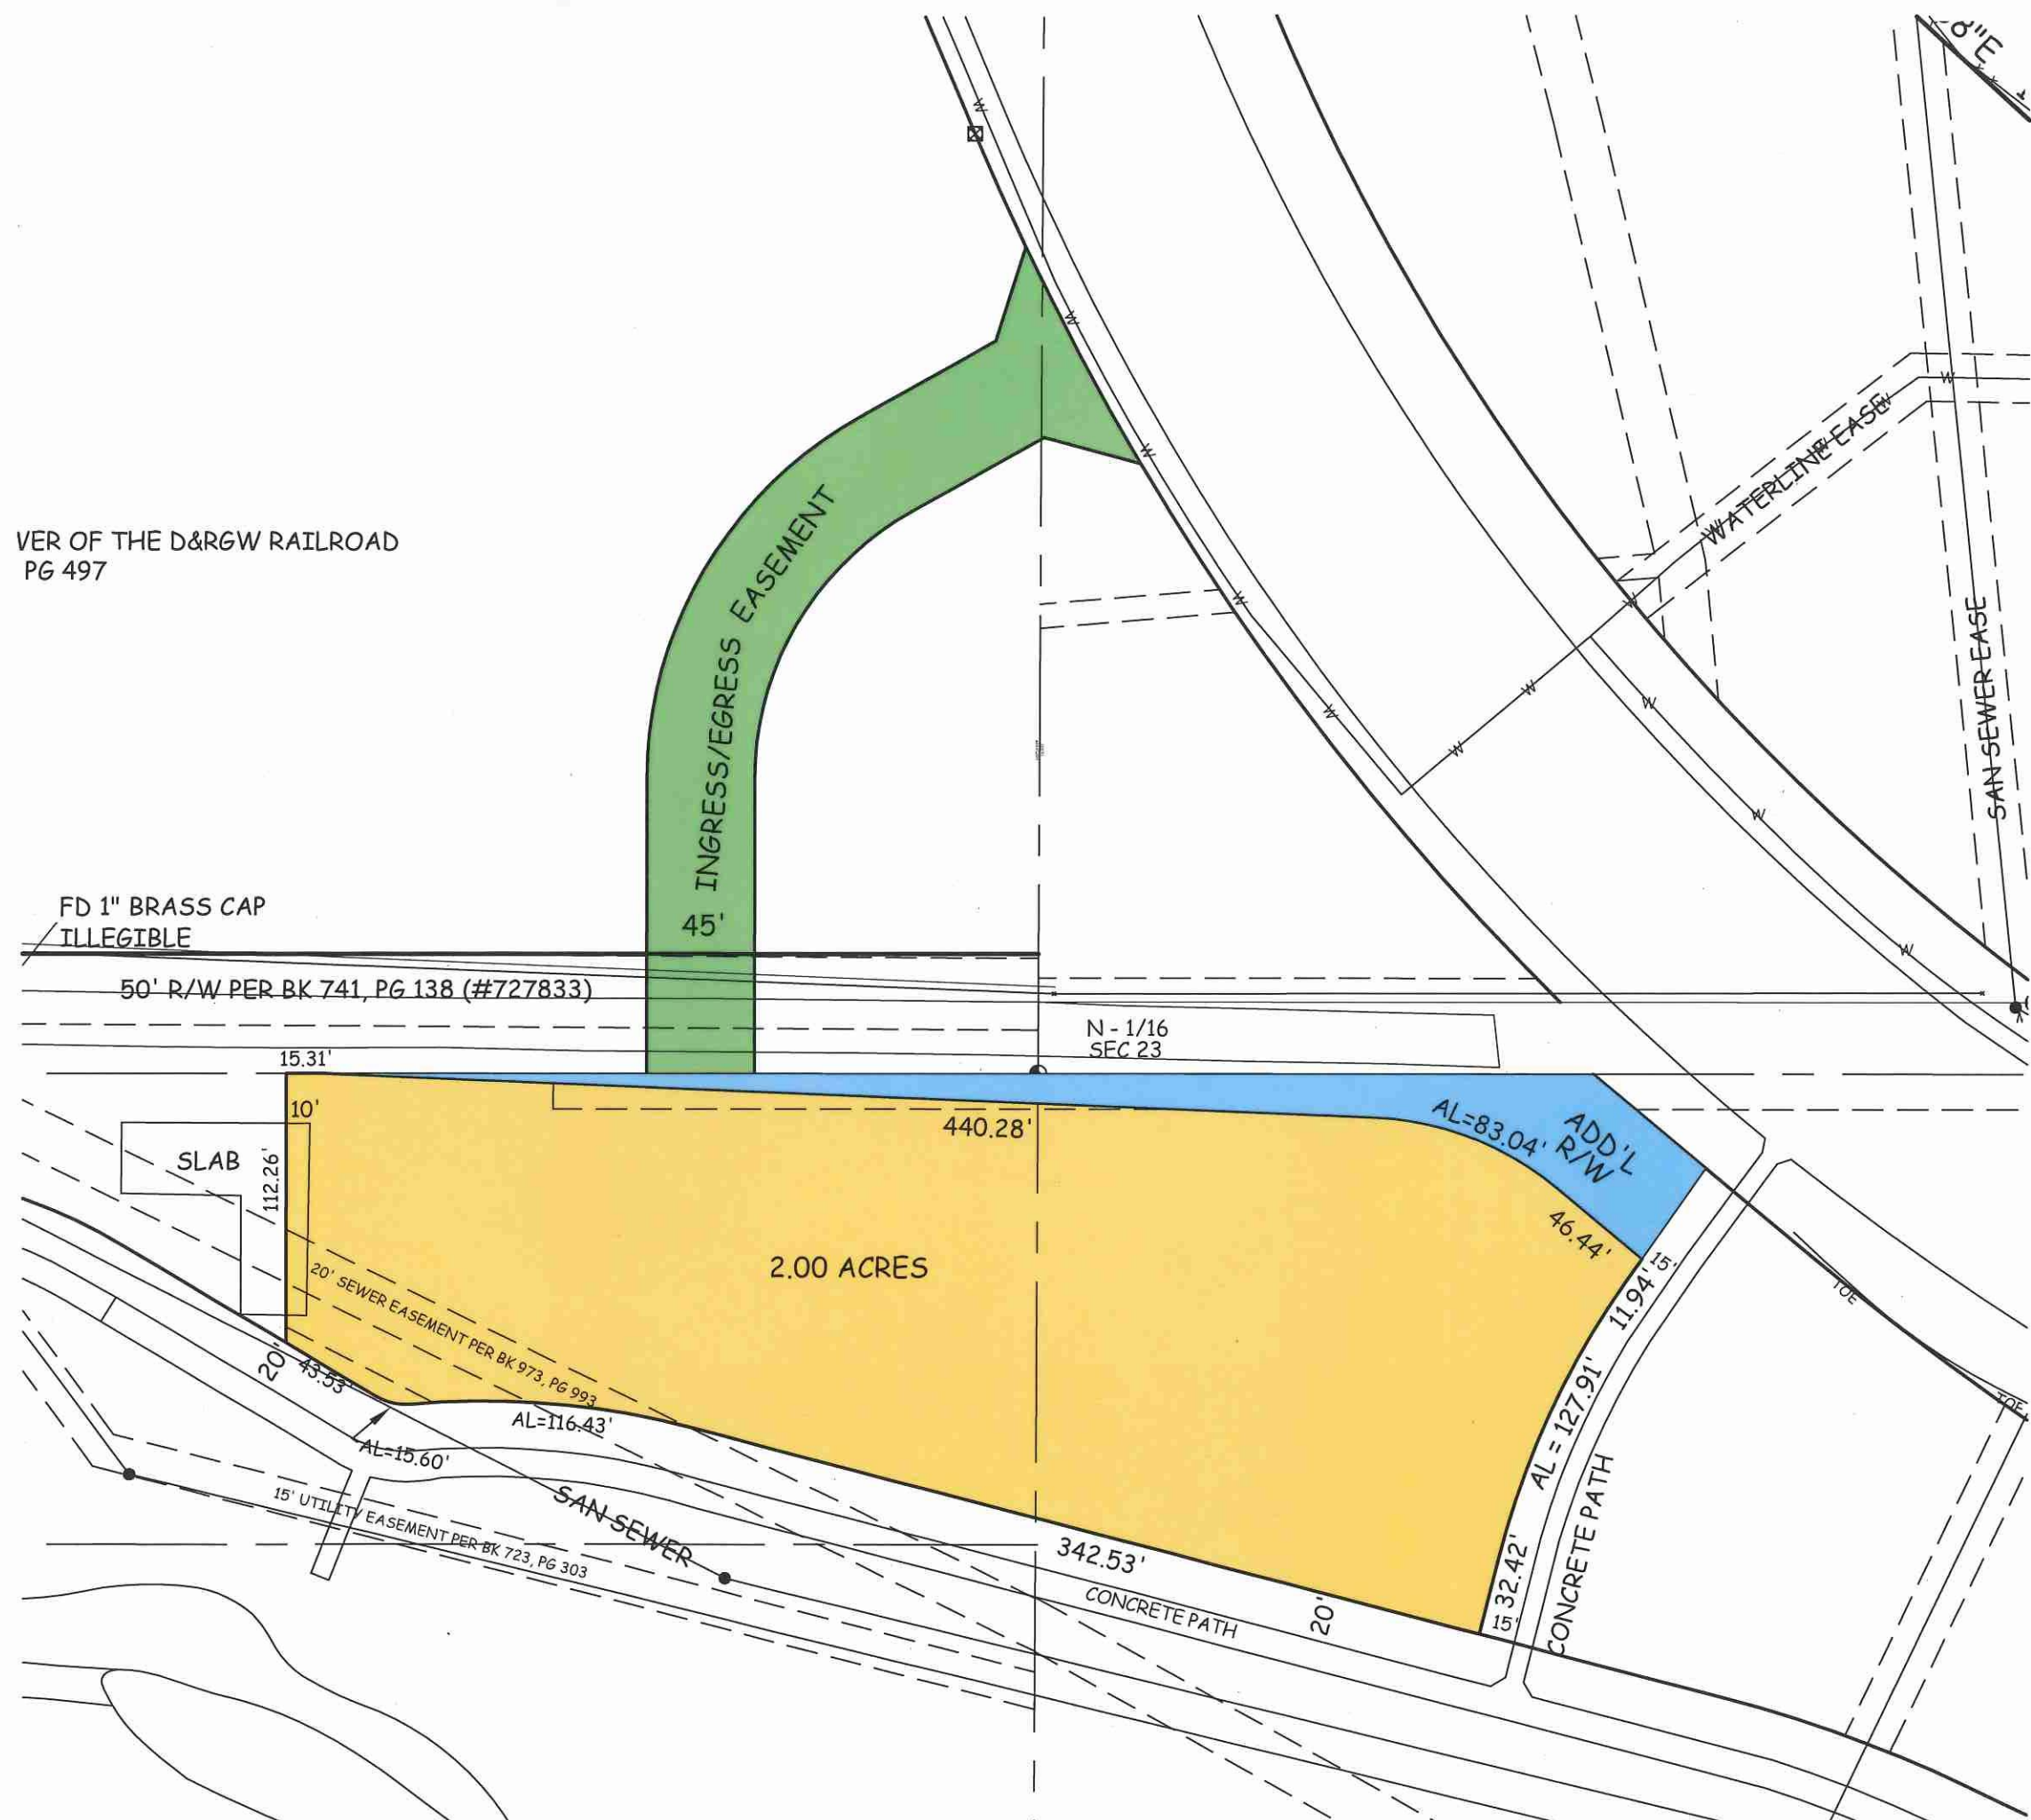 8"E
WATERLINE EASE
SAN SEWER EASE
VER OF THE D&RGW RAILROAD
PG 497
INGRESS/EGRESS EASEMENT
45'
FD 1" BRASS CAP
ILLEGIBLE
50' R/W PER BK 741, PG 138 (#727833)
N - 1/16
SEC 23
15.31'
10'
440.28'
AL=83.04'
ADD'L
R/W
SLAB
112.26'
46.44'
15'
11.94'
2.00 ACRES
TOE
20' SEWER EASEMENT PER BK 973, PG 993
20'
43.53'
AL=116.43'
AL=15.60'
AL = 127.91'
TOE
15' UTILITY EASEMENT PER BK 723, PG 303
SAN SEWER
342.53'
CONCRETE PATH
20'
32.42'
15'
CONCRETE PATH
W
W
W
W
W
W
W
W
W
W
W
W
W
W